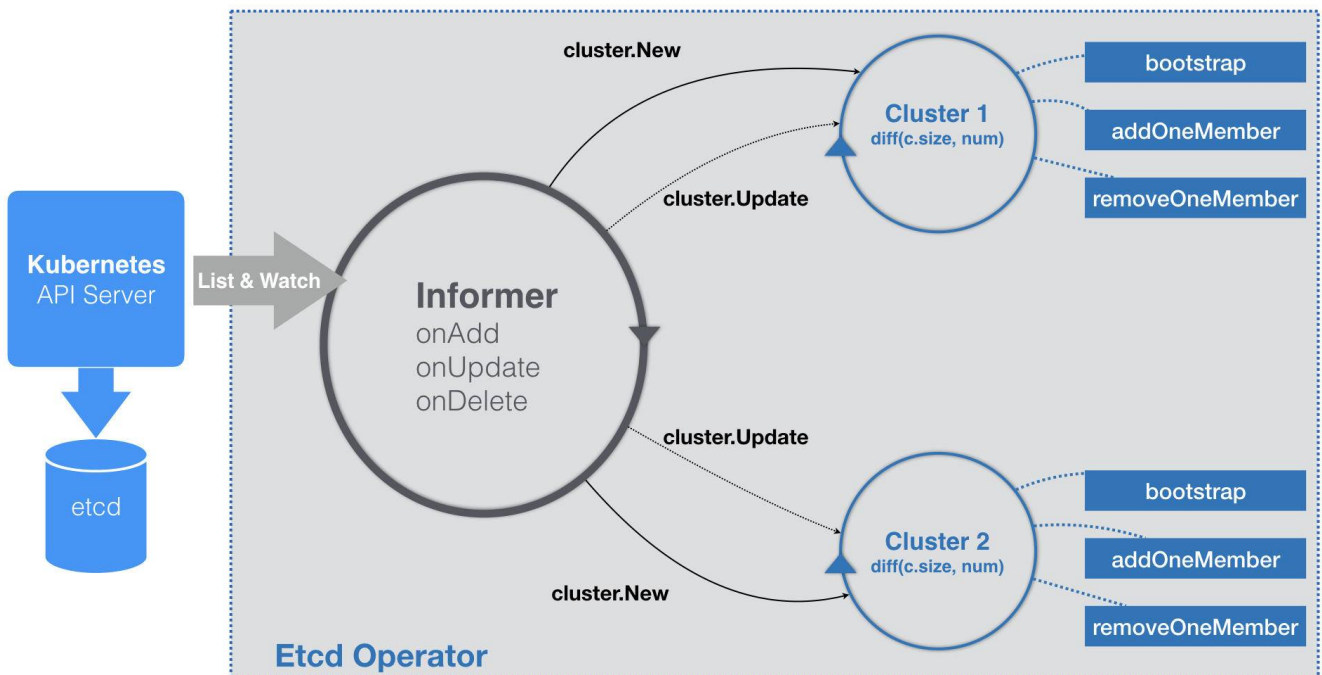 Kubernetes
API Server
etcd
List & Watch
Informer
onAdd
onUpdate
onDelete
cluster.New
cluster.Update
Cluster 1
diff(c.size, num)
bootstrap
addOneMember
removeOneMember
cluster.Update
cluster.New
Cluster 2
diff(c.size, num)
bootstrap
addOneMember
removeOneMember
Etcd Operator